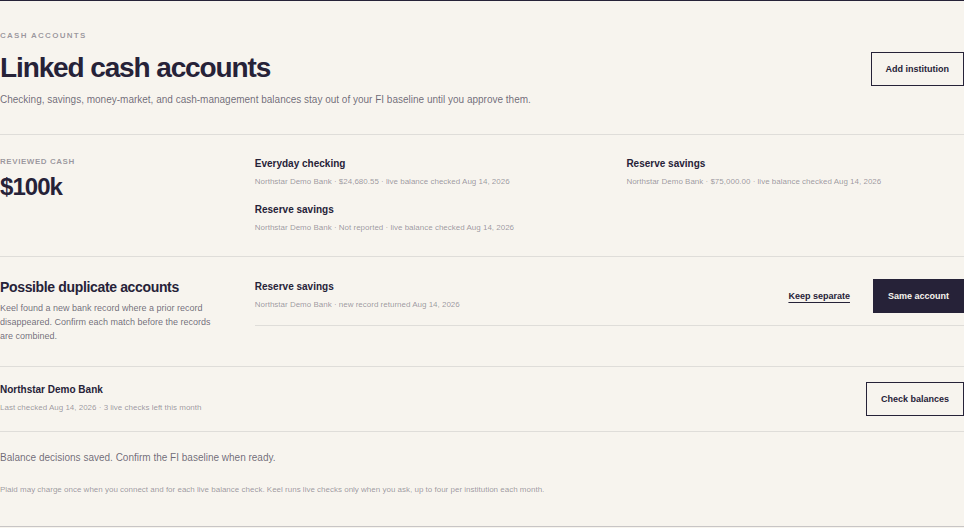 CASH ACCOUNTS
Linked cash accounts
Add institution
Checking, savings, money-market, and cash-management balances stay out of your FI baseline until you approve them.
REVIEWED CASH
$100k
Everyday checking
Northstar Demo Bank · $24,680.55 · live balance checked Aug 14, 2026
Reserve savings
Northstar Demo Bank · $75,000.00 · live balance checked Aug 14, 2026
Reserve savings
Northstar Demo Bank · Not reported · live balance checked Aug 14, 2026
Possible duplicate accounts
Keel found a new bank record where a prior record
disappeared. Confirm each match before the records
are combined.
Reserve savings
Northstar Demo Bank · new record returned Aug 14, 2026
Keep separate
Same account
Northstar Demo Bank
Last checked Aug 14, 2026 · 3 live checks left this month
Check balances
Balance decisions saved. Confirm the FI baseline when ready.
Plaid may charge once when you connect and for each live balance check. Keel runs live checks only when you ask, up to four per institution each month.